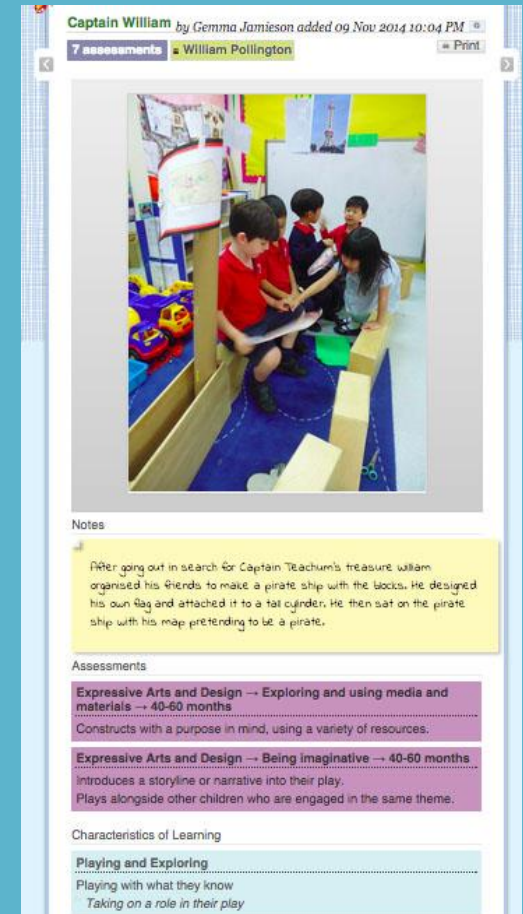 Captain William by Gemma Jamieson added 09 Nov 2014 10:04 PM
7 assessments William Pollington
Print
Notes
After going out in search for Captain Teachum's treasure william
organised his friends to make a pirate ship with the blocks. He designed
his own flag and attached it to a tall cylinder. He then sat on the pirate
ship with his map pretending to be a pirate.
Assessments
Expressive Arts and Design → Exploring and using media and
materials → 40-60 months
Constructs with a purpose in mind, using a variety of resources.
Expressive Arts and Design → Being imaginative → 40-60 months
Introduces a storyline or narrative into their play.
Plays alongside other children who are engaged in the same theme.
Characteristics of Learning
Playing and Exploring
Playing with what they know
Taking on a role in their play